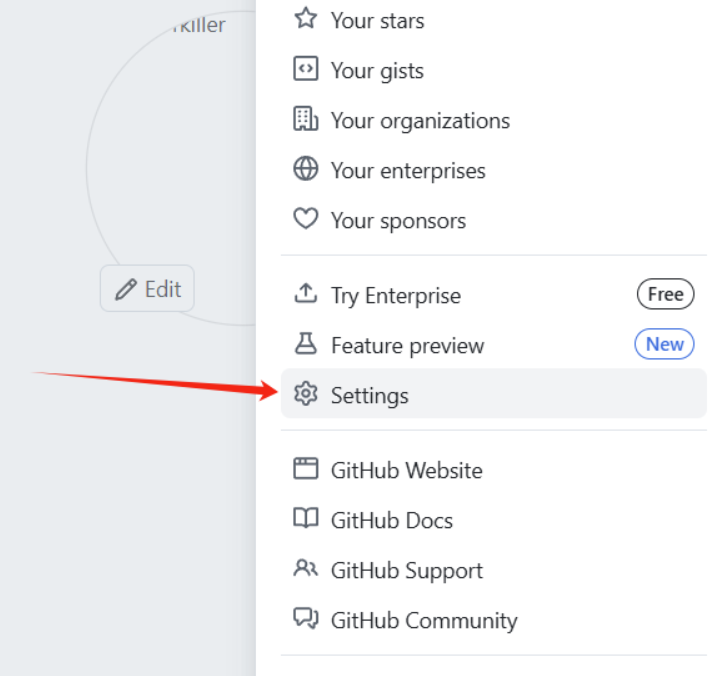 Your stars
Your gists
Your organizations
Your enterprises
Your sponsors
Edit
Try Enterprise Free
Feature preview New
Settings
GitHub Website
GitHub Docs
GitHub Support
GitHub Community